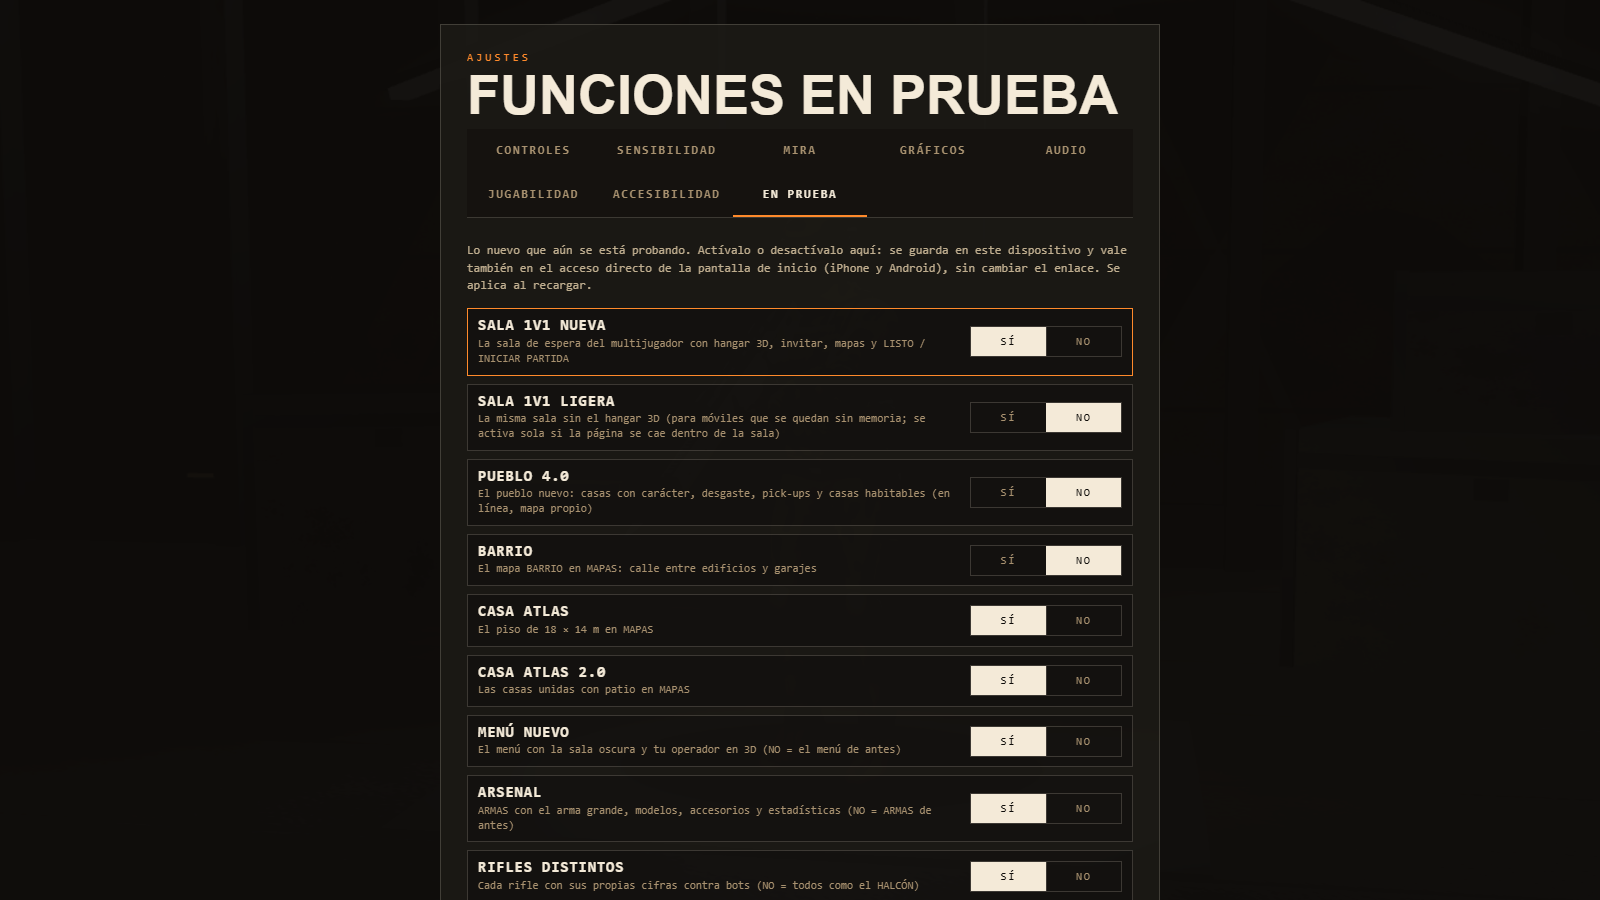 AJUSTES
FUNCIONES EN PRUEBA
CONTROLES SENSIBILIDAD MIRA GRÁFICOS AUDIO
JUGABILIDAD ACCESIBILIDAD EN PRUEBA
Lo nuevo que aún se está probando. Actívalo o desactívalo aquí: se guarda en este dispositivo y vale
también en el acceso directo de la pantalla de inicio (iPhone y Android), sin cambiar el enlace. Se
aplica al recargar.
SALA 1V1 NUEVA
La sala de espera del multijugador con hangar 3D, invitar, mapas y LISTO /
INICIAR PARTIDA
SÍ NO
SALA 1V1 LIGERA
La misma sala sin el hangar 3D (para móviles que se quedan sin memoria; se
activa sola si la página se cae dentro de la sala)
SÍ NO
PUEBLO 4.0
El pueblo nuevo: casas con carácter, desgaste, pick-ups y casas habitables (en
línea, mapa propio)
SÍ NO
BARRIO
El mapa BARRIO en MAPAS: calle entre edificios y garajes
SÍ NO
CASA ATLAS
El piso de 18 × 14 m en MAPAS
SÍ NO
CASA ATLAS 2.0
Las casas unidas con patio en MAPAS
SÍ NO
MENÚ NUEVO
El menú con la sala oscura y tu operador en 3D (NO = el menú de antes)
SÍ NO
ARSENAL
ARMAS con el arma grande, modelos, accesorios y estadísticas (NO = ARMAS de
antes)
SÍ NO
RIFLES DISTINTOS
Cada rifle con sus propias cifras contra bots (NO = todos como el HALCÓN)
SÍ NO